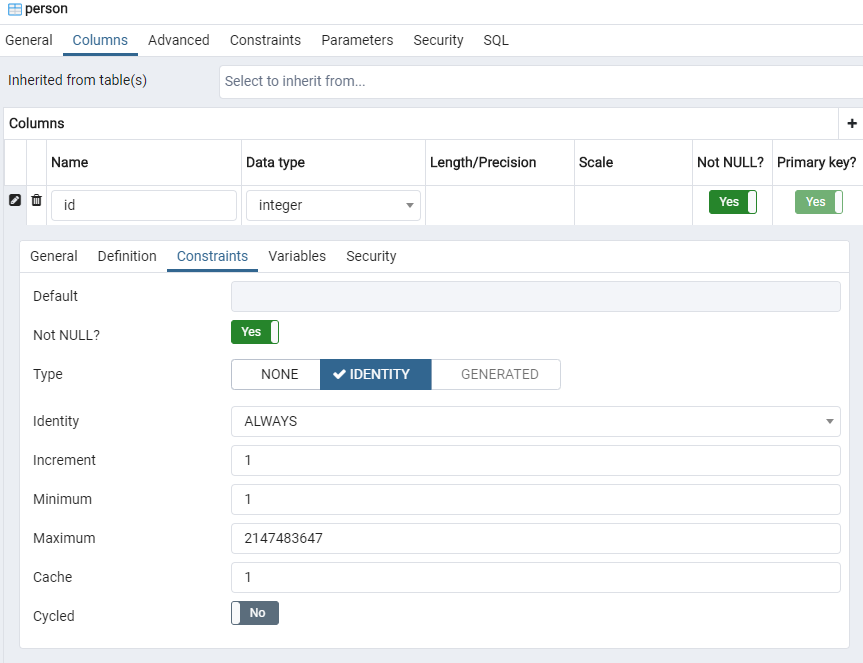 person
General Columns Advanced Constraints Parameters Security SQL
Inherited from table(s) Select to inherit from...
Columns +
Name Data type Length/Precision Scale Not NULL? Primary key?
id integer Yes Yes
General Definition Constraints Variables Security
Default
Not NULL? Yes
Type NONE IDENTITY GENERATED
Identity ALWAYS
Increment 1
Minimum 1
Maximum 2147483647
Cache 1
Cycled No